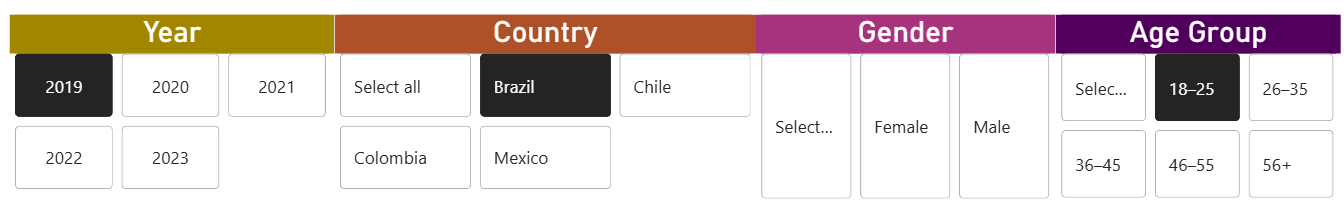 Year
2019 2020 2021
2022 2023
Country
Select all Brazil Chile
Colombia Mexico
Gender
Select... Female Male
Age Group
Selec... 18–25 26–35
36–45 46–55 56+